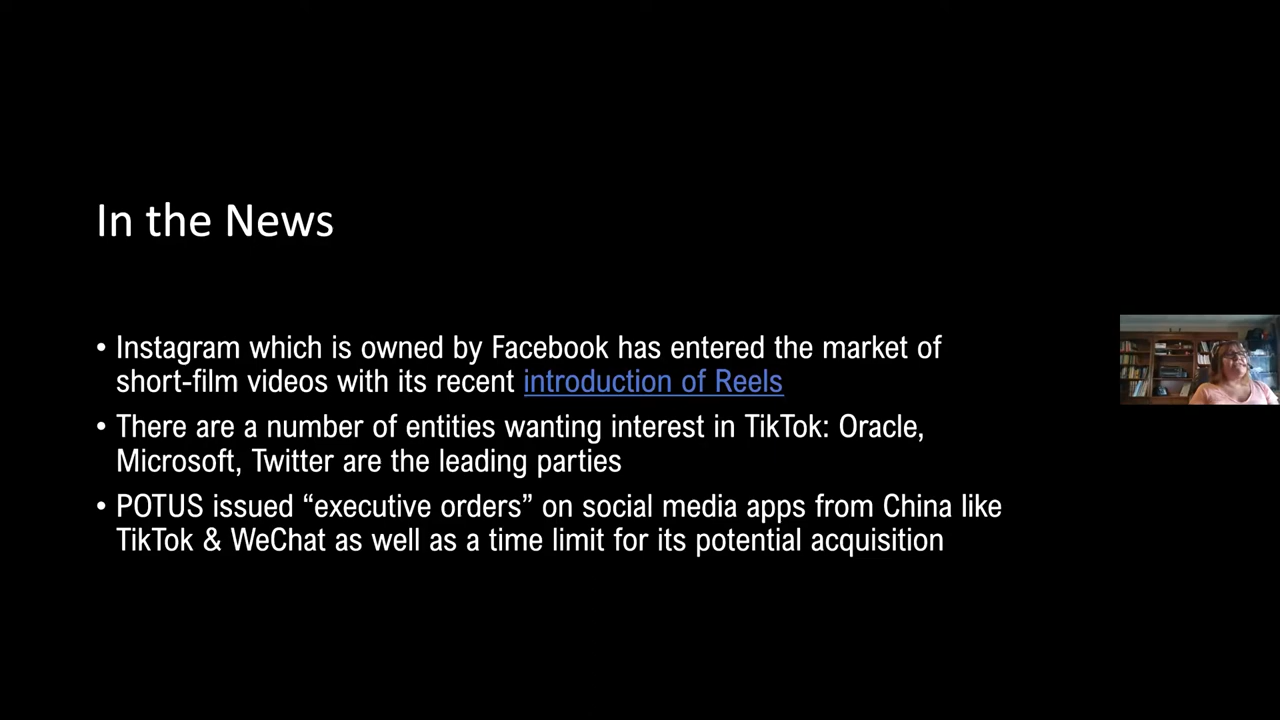 In the News
• Instagram which is owned by Facebook has entered the market of
short-film videos with its recent introduction of Reels
• There are a number of entities wanting interest in TikTok: Oracle,
Microsoft, Twitter are the leading parties
• POTUS issued “executive orders” on social media apps from China like
TikTok & WeChat as well as a time limit for its potential acquisition